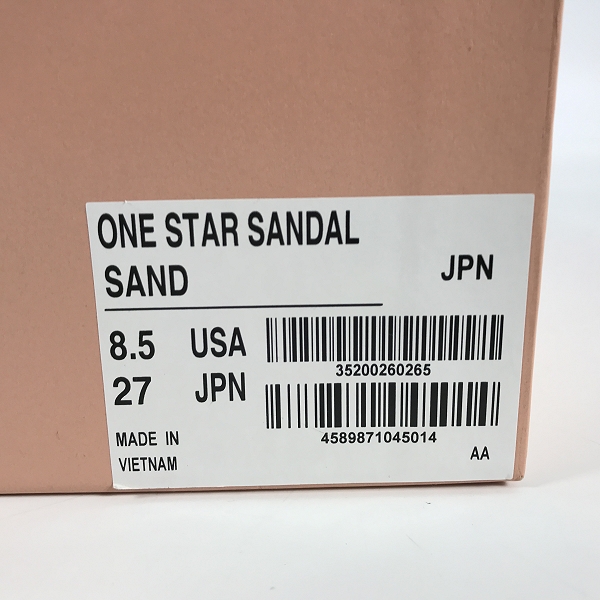 ONE STAR SANDAL
SAND JPN
8.5 USA
35200260265
27 JPN
4589871045014
MADE IN
VIETNAM
AA